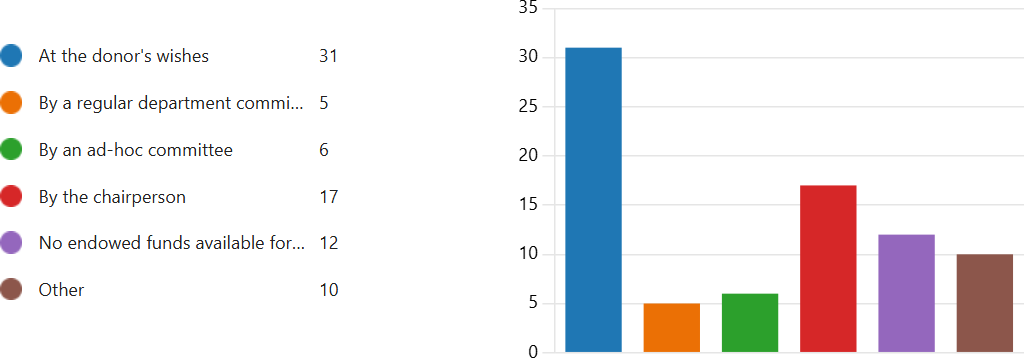 At the donor's wishes 31
By a regular department commi... 5
By an ad-hoc committee 6
By the chairperson 17
No endowed funds available for... 12
Other 10
35
30
25
20
15
10
5
0